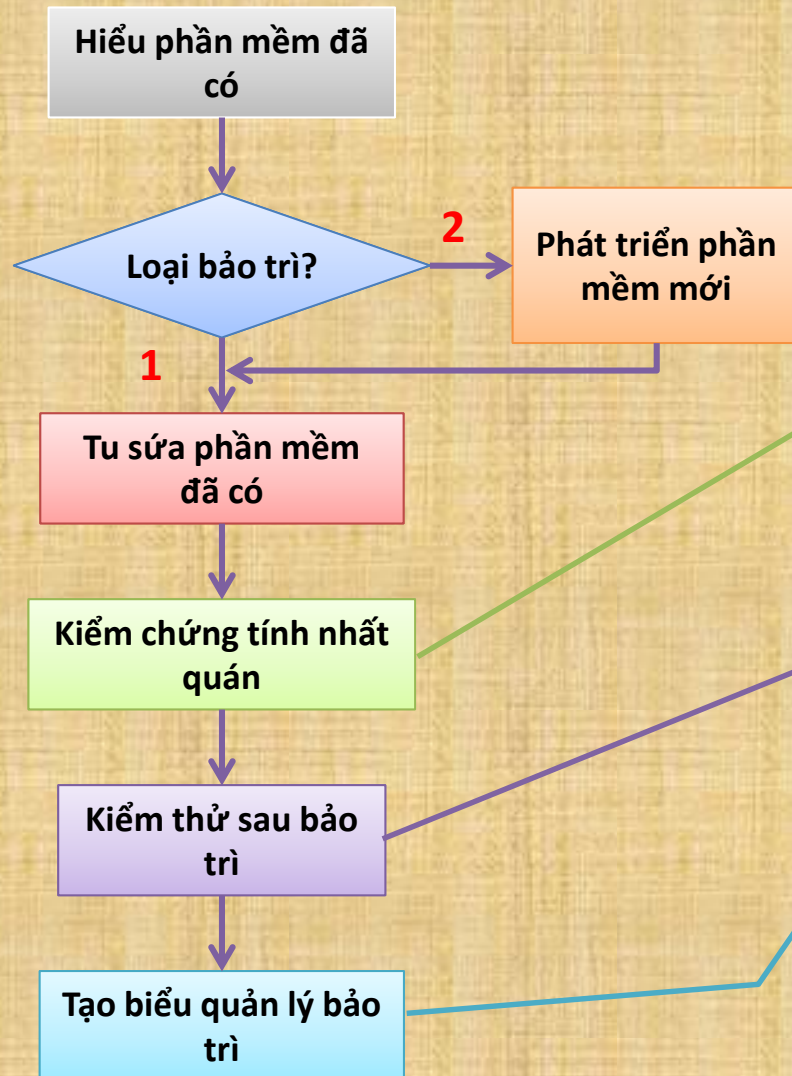 Hiểu phần mềm đã
có
Loại bảo trì?
2
Phát triển phần
mềm mới
1
Tu sứa phần mềm
đã có
Kiểm chứng tính nhất
quán
Kiểm thử sau bảo
trì
Tạo biểu quản lý bảo
trì